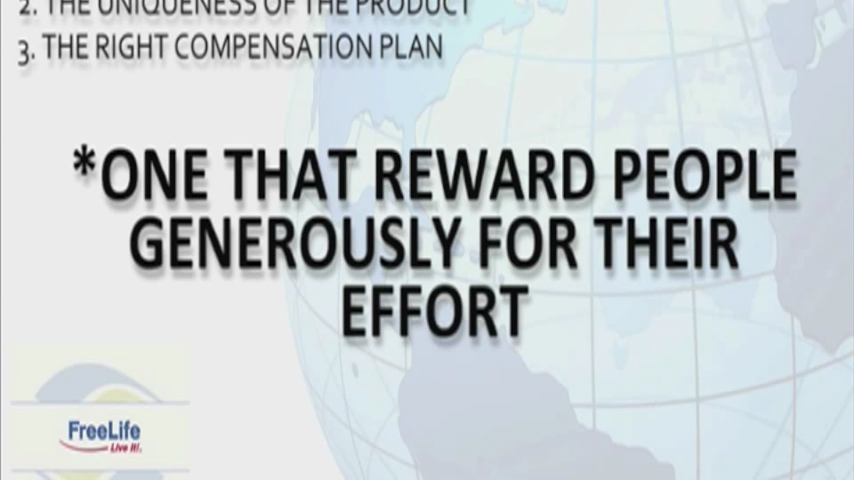 2. THE UNIQUENESS OF THE PRODUCT
3. THE RIGHT COMPENSATION PLAN
*ONE THAT REWARD PEOPLE
GENEROUSLY FOR THEIR
EFFORT
FreeLife
Live It!.